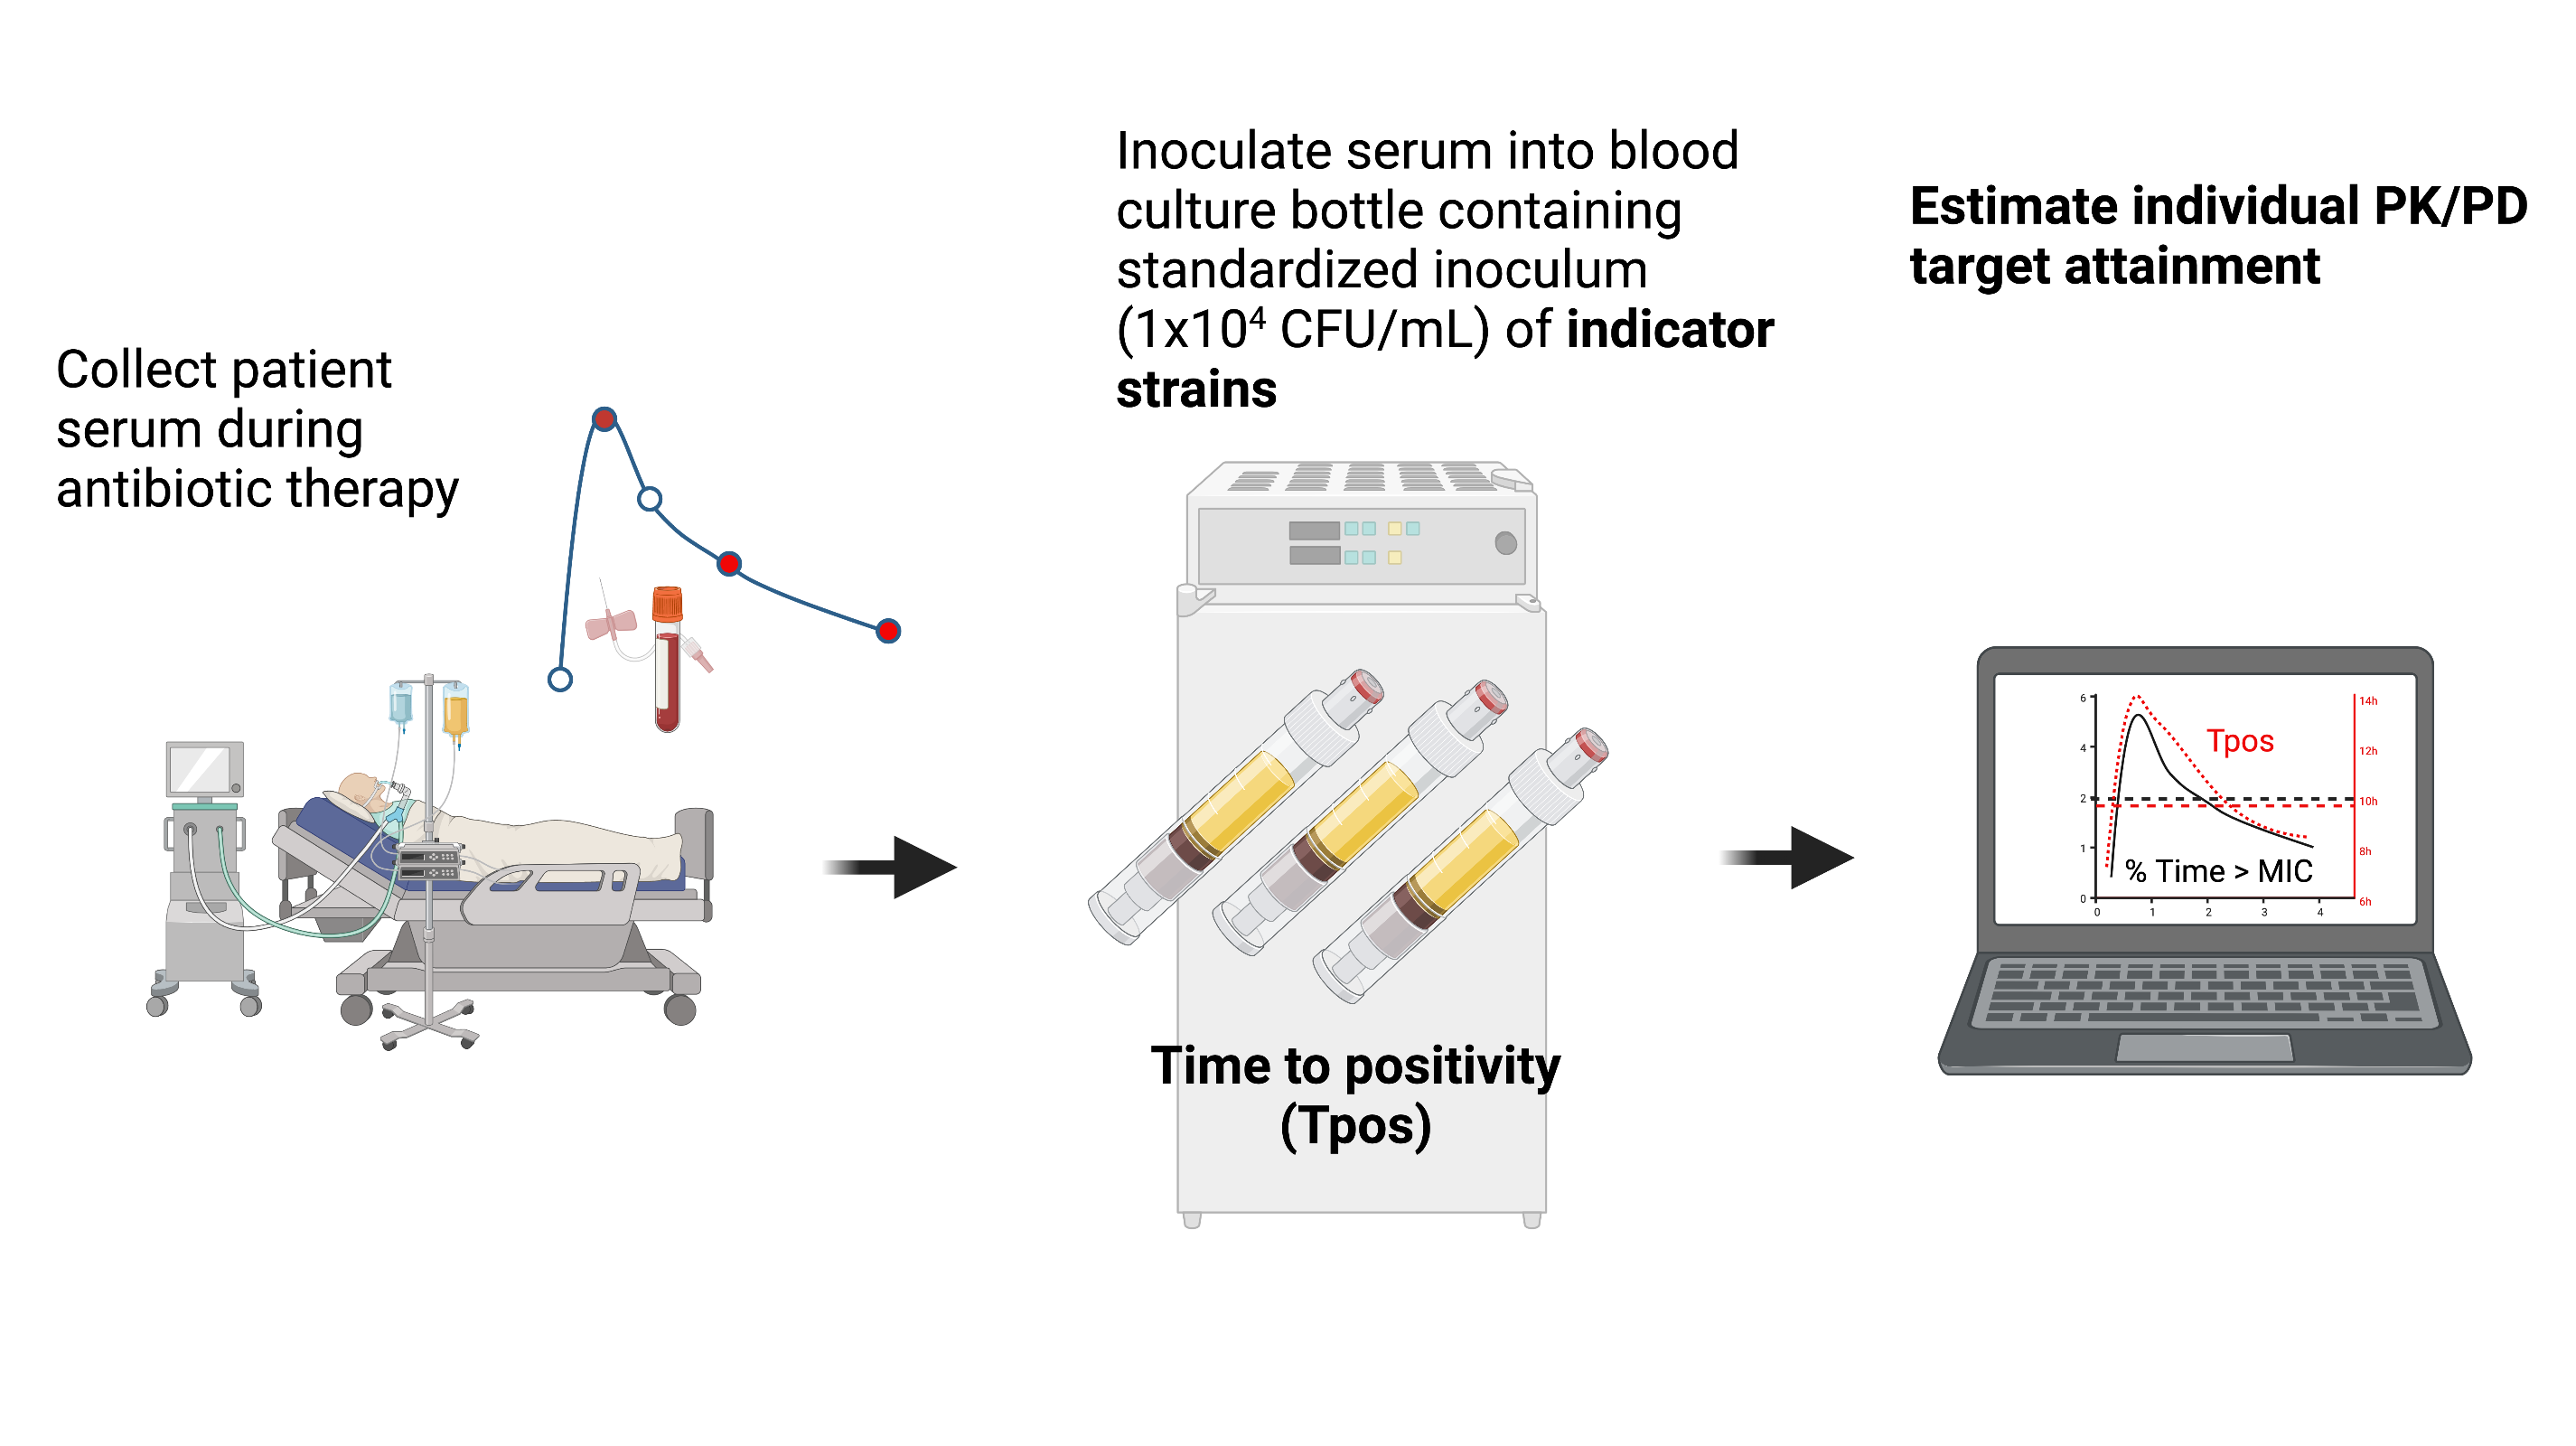 Collect patient
serum during
antibiotic therapy
Inoculate serum into blood
culture bottle containing
standardized inoculum
(1x10⁴ CFU/mL) of indicator
strains
Time to positivity
(Tpos)
Estimate individual PK/PD
target attainment
6
4
2
1
0
0
1
2
3
4
14h
12h
10h
8h
6h
Tpos
% Time > MIC